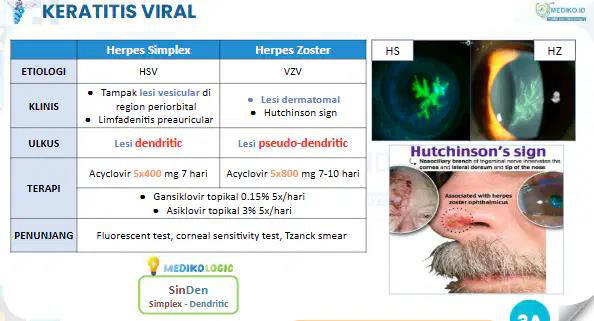 KERATITIS VIRAL
MEDIKO.ID
Herpes Simplex
Herpes Zoster
ETIOLOGI
HSV
VZV
KLINIS
● Tampak lesi vesicular di
region periorbital
● Limfadenitis preauricular
● Lesi dermatomal
● Hutchinson sign
ULKUS
Lesi dendritic
Lesi pseudo-dendritic
TERAPI
Acyclovir 5x400 mg 7 hari
Acyclovir 5x800 mg 7-10 hari
● Gansiklovir topikal 0.15% 5x/hari
● Asiklovir topikal 3% 5x/hari
PENUNJANG
Fluorescent test, corneal sensitivity test, Tzanck smear
MEDIKOLOGIC
SinDen
Simplex - Dendritic
HS
HZ
Hutchinson's sign
Nasociliary branch of trigeminal nerve innervates the
cornea and lateral dorsum and tip of the nose
Associated with herpes
zoster ophthalmicus
3A